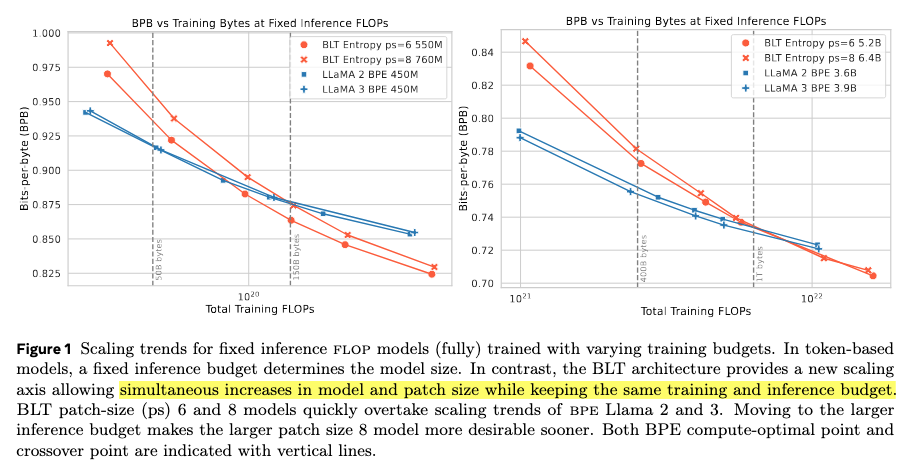 BPB vs Training Bytes at Fixed Inference FLOPs
BLT Entropy ps=6 550M
BLT Entropy ps=8 760M
LLaMA 2 BPE 450M
LLaMA 3 BPE 450M
1.000
0.975
0.950
0.925
0.900
0.875
0.850
0.825
Bits-per-byte (BPB)
50B bytes
150B bytes
10²⁰
Total Training FLOPs
BPB vs Training Bytes at Fixed Inference FLOPs
BLT Entropy ps=6 5.2B
BLT Entropy ps=8 6.4B
LLaMA 2 BPE 3.6B
LLaMA 3 BPE 3.9B
0.84
0.82
0.80
0.78
0.76
0.74
0.72
0.70
Bits-per-byte (BPB)
400B bytes
1T bytes
10²¹
10²²
Total Training FLOPs
Figure 1 Scaling trends for fixed inference FLOP models (fully) trained with varying training budgets. In token-based
models, a fixed inference budget determines the model size. In contrast, the BLT architecture provides a new scaling
axis allowing simultaneous increases in model and patch size while keeping the same training and inference budget.
BLT patch-size (ps) 6 and 8 models quickly overtake scaling trends of BPE Llama 2 and 3. Moving to the larger
inference budget makes the larger patch size 8 model more desirable sooner. Both BPE compute-optimal point and
crossover point are indicated with vertical lines.